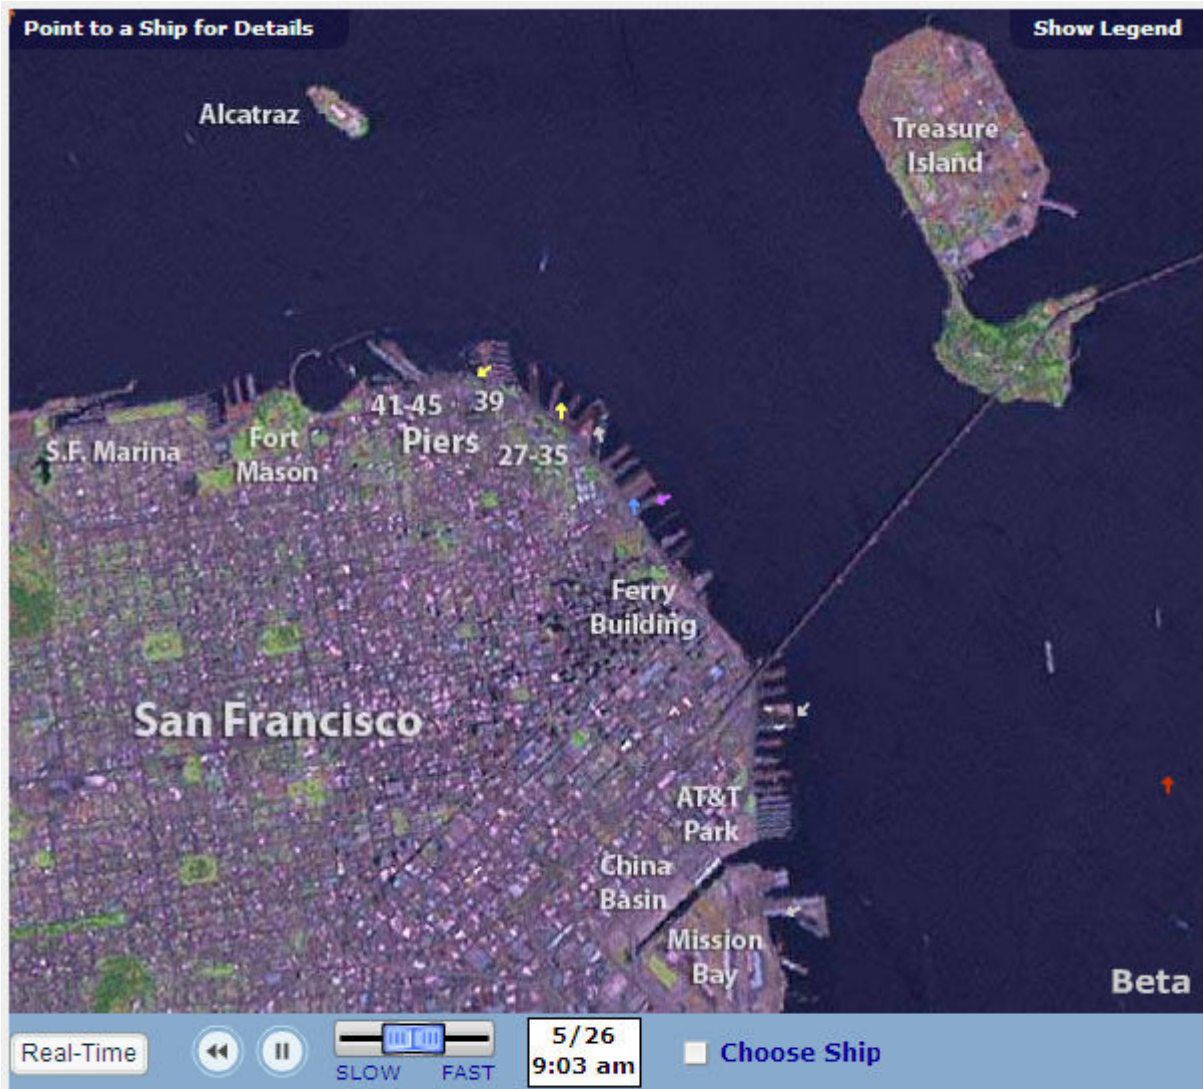 Point to a Ship for Details
Show Legend
Alcatraz
Treasure
Island
41-45
39
Piers
S.F. Marina
Fort
Mason
27-35
Ferry
Building
San Francisco
AT&T
Park
China
Basin
Mission
Bay
Beta
Real-Time
SLOW
FAST
5/26
9:03 am
Choose Ship